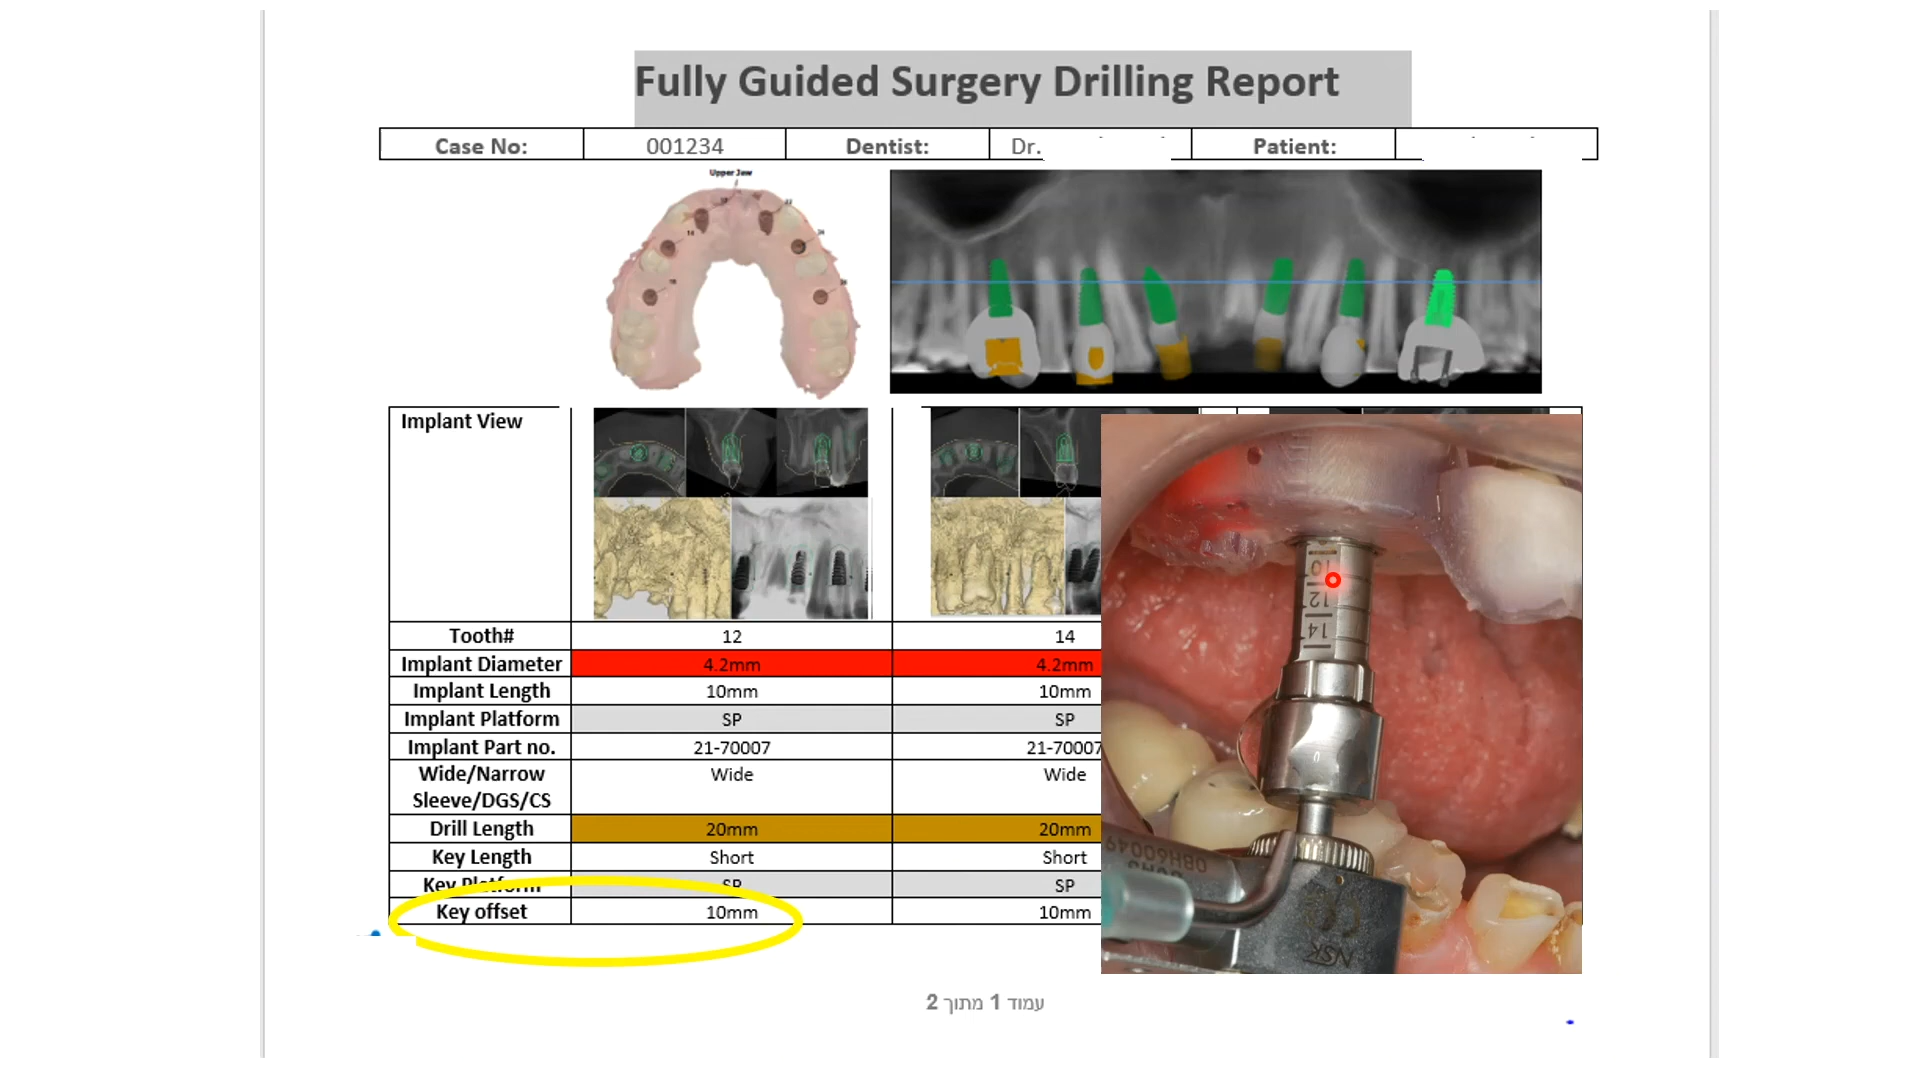 Fully Guided Surgery Drilling Report
Case No: 001234 Dentist: Dr. Patient:
Upper Jaw
Implant View
Tooth# 12 14
Implant Diameter 4.2mm 4.2mm
Implant Length 10mm 10mm
Implant Platform SP SP
Implant Part no. 21-70007 21-70007
Wide/Narrow Sleeve/DGS/CS Wide Wide
Drill Length 20mm 20mm
Key Length Short Short
Key Platform SP SP
Key offset 10mm 10mm
10
12
14
NSK
עמוד 1 מתוך 2